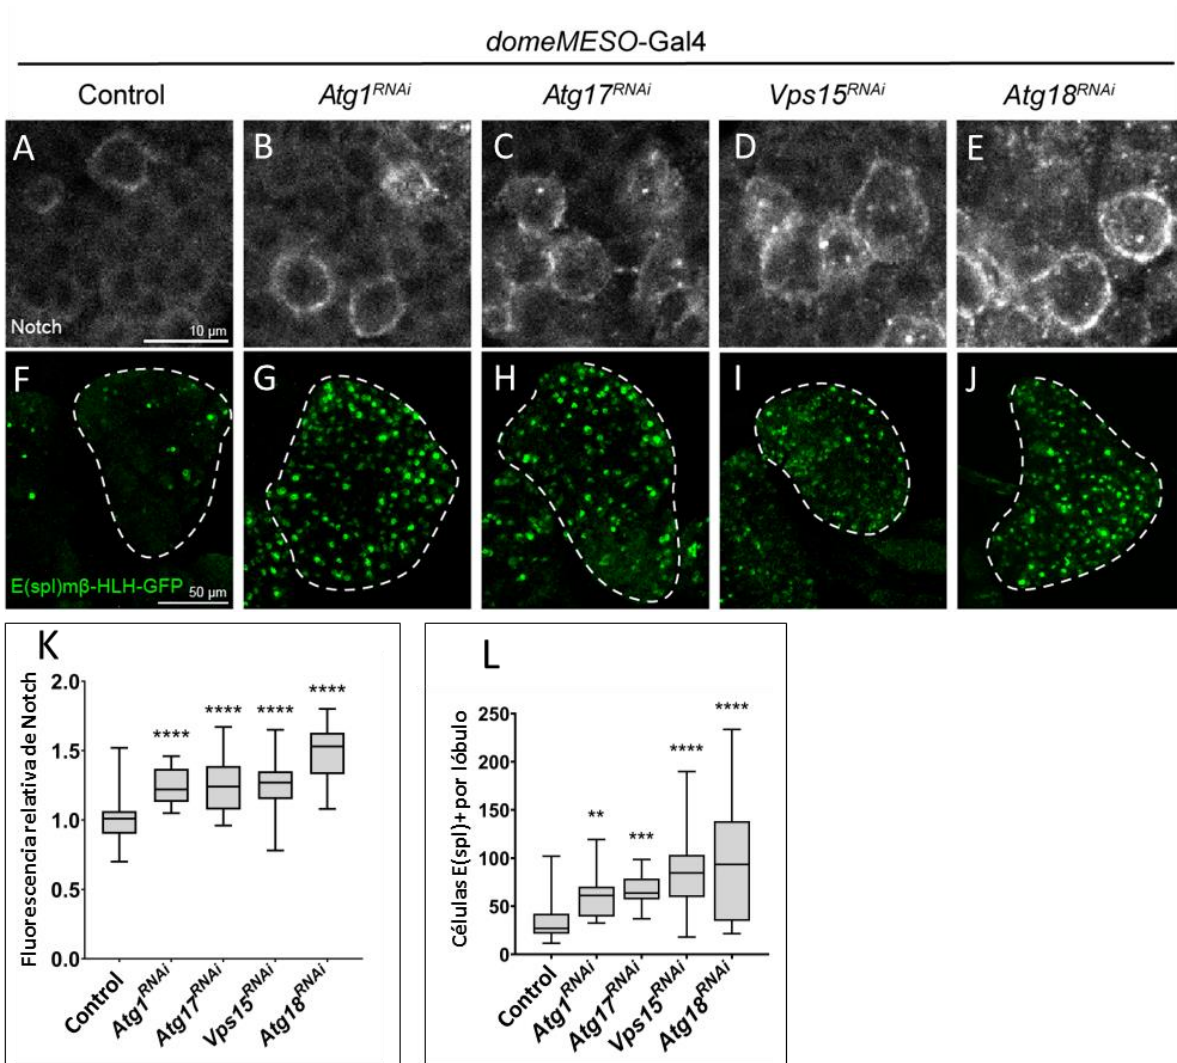 domeMESO-Gal4
Control Atg1RNAi Atg17RNAi Vps15RNAi Atg18RNAi
A B C D E
Notch 10 µm
F G H I J
E(spl)mβ-HLH-GFP 50 µm
K
Fluorescencia relativa de Notch
2.0
1.5
1.0
0.5
0.0
**** **** **** ****
Control Atg1RNAi Atg17RNAi Vps15RNAi Atg18RNAi
L
Células E(spl)+ por lóbulo
250
200
150
100
50
0
** *** **** ****
Control Atg1RNAi Atg17RNAi Vps15RNAi Atg18RNAi